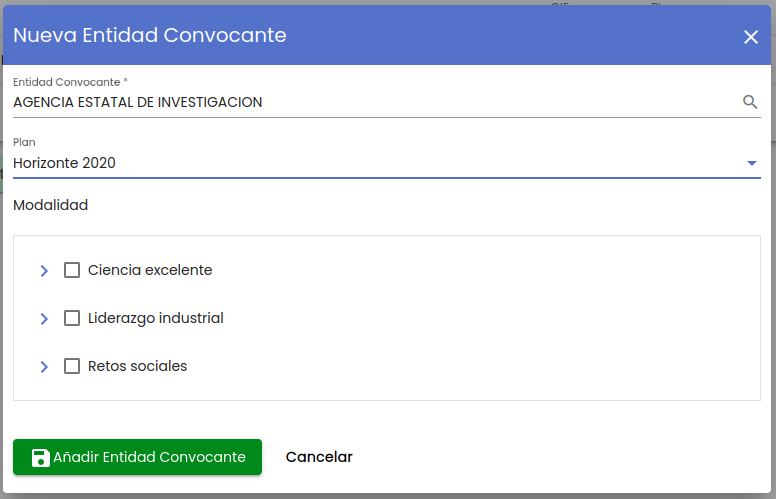 Nueva Entidad Convocante
Entidad Convocante *
AGENCIA ESTATAL DE INVESTIGACION
Plan
Horizonte 2020
Modalidad
Ciencia excelente
Liderazgo industrial
Retos sociales
Añadir Entidad Convocante
Cancelar